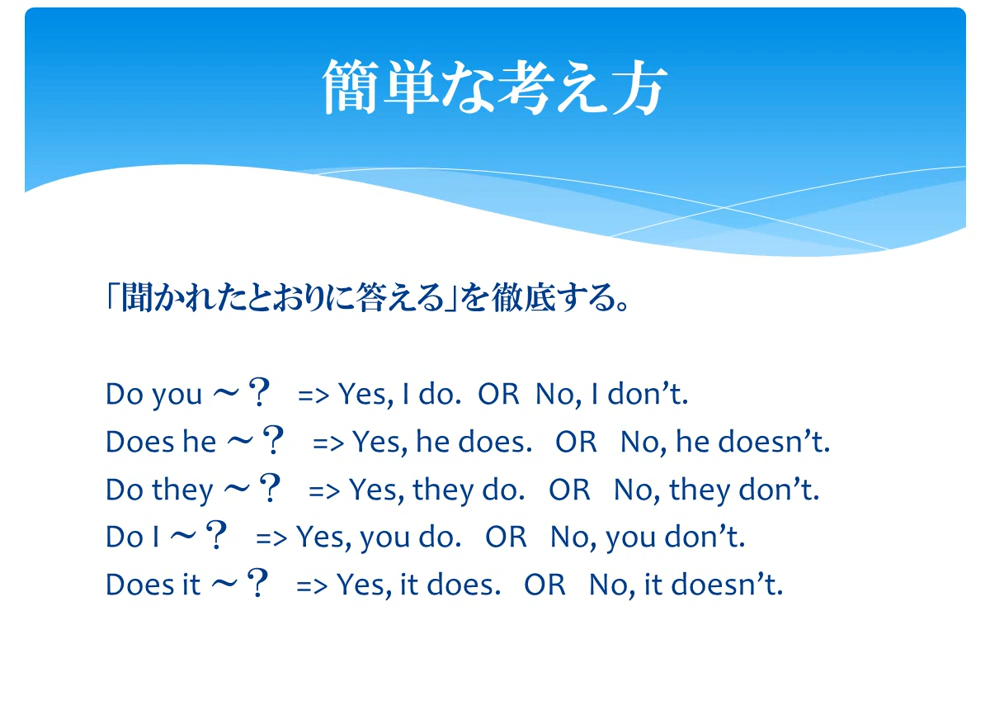 簡単な考え方
「聞かれたとおりに答える」を徹底する。
Do you ～？ => Yes, I do. OR No, I don’t.
Does he ～？ => Yes, he does. OR No, he doesn’t.
Do they ～？ => Yes, they do. OR No, they don’t.
Do I ～？ => Yes, you do. OR No, you don’t.
Does it ～？ => Yes, it does. OR No, it doesn’t.